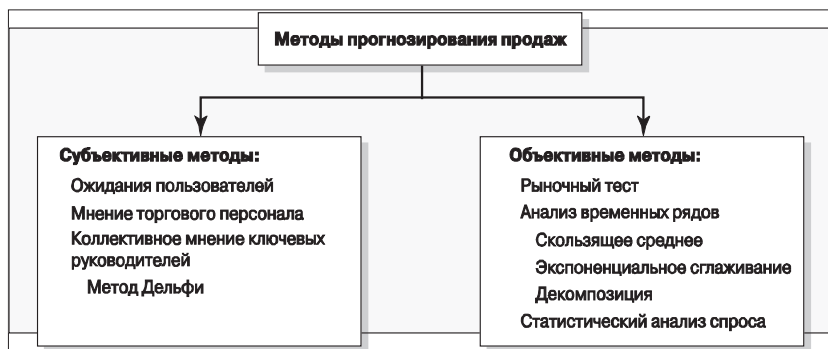 Методы прогнозирования продаж
Субъективные методы:
Ожидания пользователей
Мнение торгового персонала
Коллективное мнение ключевых
руководителей
Метод Дельфи
Объективные методы:
Рыночный тест
Анализ временных рядов
Скользящее среднее
Экспоненциальное сглаживание
Декомпозиция
Статистический анализ спроса